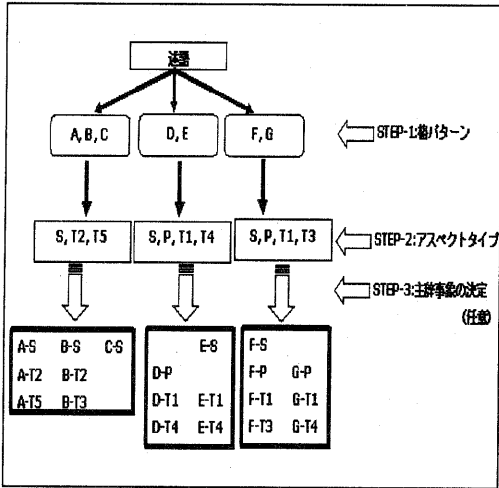 述語
A, B, C
D, E
F, G
STEP-1:格パターン
S, T2, T5
S, P, T1, T4
S, P, T1, T3
STEP-2:アスペクトタイプ
STEP-3:主辞事象の決定
(任意)
A-S B-S C-S
A-T2 B-T2
A-T5 B-T3
E-S
D-P
D-T1 E-T1
D-T4 E-T4
F-S
F-P G-P
F-T1 G-T1
F-T3 G-T4